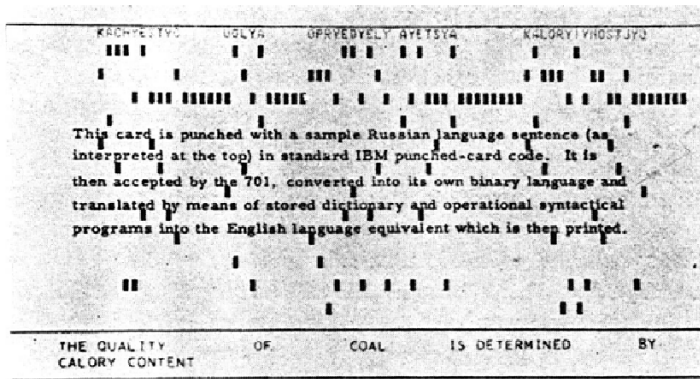 KACHYESTVO UGLYA OPRYEDYELYAYETSYA KALORYIYNOSTJYU
This card is punched with a sample Russian language sentence (as
interpreted at the top) in standard IBM punched-card code. It is
then accepted by the 701, converted into its own binary language and
translated by means of stored dictionary and operational syntactical
programs into the English language equivalent which is then printed.
THE QUALITY OF COAL IS DETERMINED BY
CALORY CONTENT